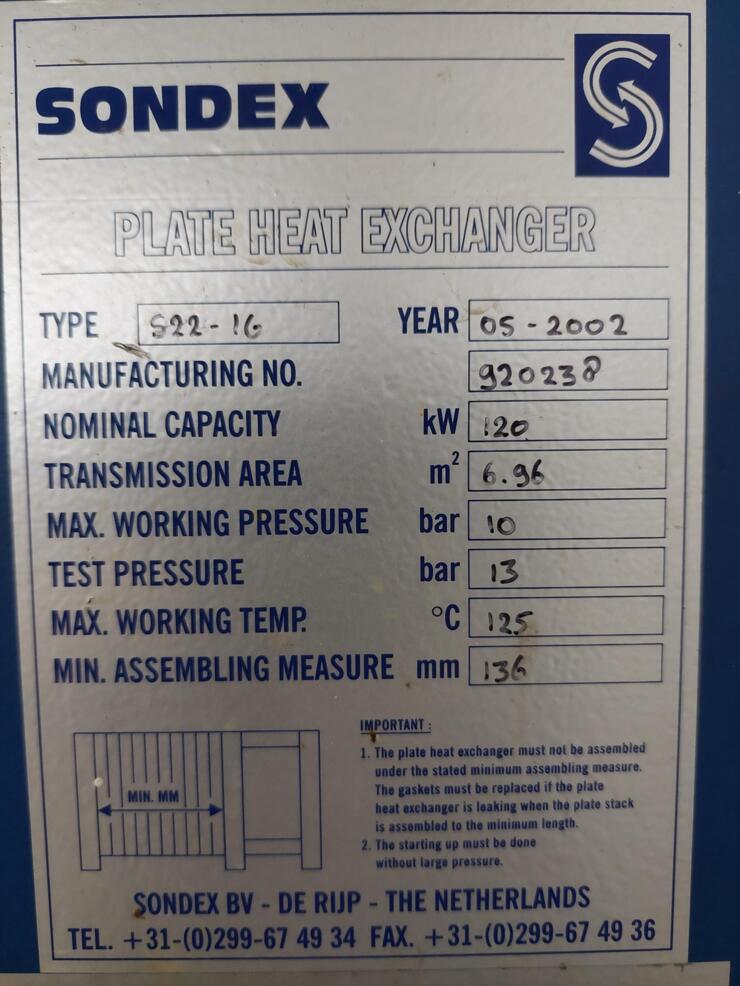 SONDEX
PLATE HEAT EXCHANGER
TYPE S22-1G YEAR 05-2002
MANUFACTURING NO. 920238
NOMINAL CAPACITY kW 120
TRANSMISSION AREA m² 6.96
MAX. WORKING PRESSURE bar 10
TEST PRESSURE bar 13
MAX. WORKING TEMP. °C 125
MIN. ASSEMBLING MEASURE mm 136
MIN. MM
IMPORTANT :
1. The plate heat exchanger must not be assembled
under the stated minimum assembling measure.
The gaskets must be replaced if the plate
heat exchanger is leaking when the plate stack
is assembled to the minimum length.
2. The starting up must be done
without large pressure.
SONDEX BV - DE RIJP - THE NETHERLANDS
TEL. +31-(0)299-67 49 34 FAX. +31-(0)299-67 49 36